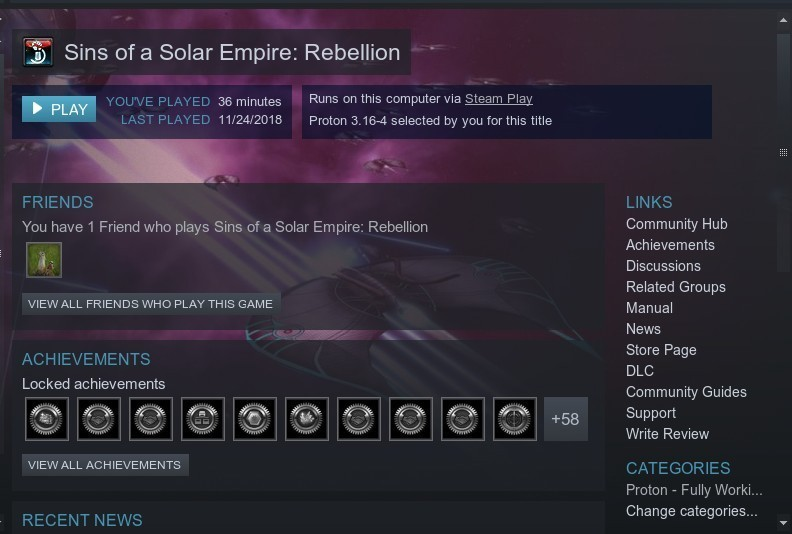 Sins of a Solar Empire: Rebellion
PLAY
YOU'VE PLAYED 36 minutes
LAST PLAYED 11/24/2018
Runs on this computer via Steam Play
Proton 3.16-4 selected by you for this title
FRIENDS
You have 1 Friend who plays Sins of a Solar Empire: Rebellion
VIEW ALL FRIENDS WHO PLAY THIS GAME
ACHIEVEMENTS
Locked achievements
+58
VIEW ALL ACHIEVEMENTS
RECENT NEWS
LINKS
Community Hub
Achievements
Discussions
Related Groups
Manual
News
Store Page
DLC
Community Guides
Support
Write Review
CATEGORIES
Proton - Fully Worki...
Change categories...